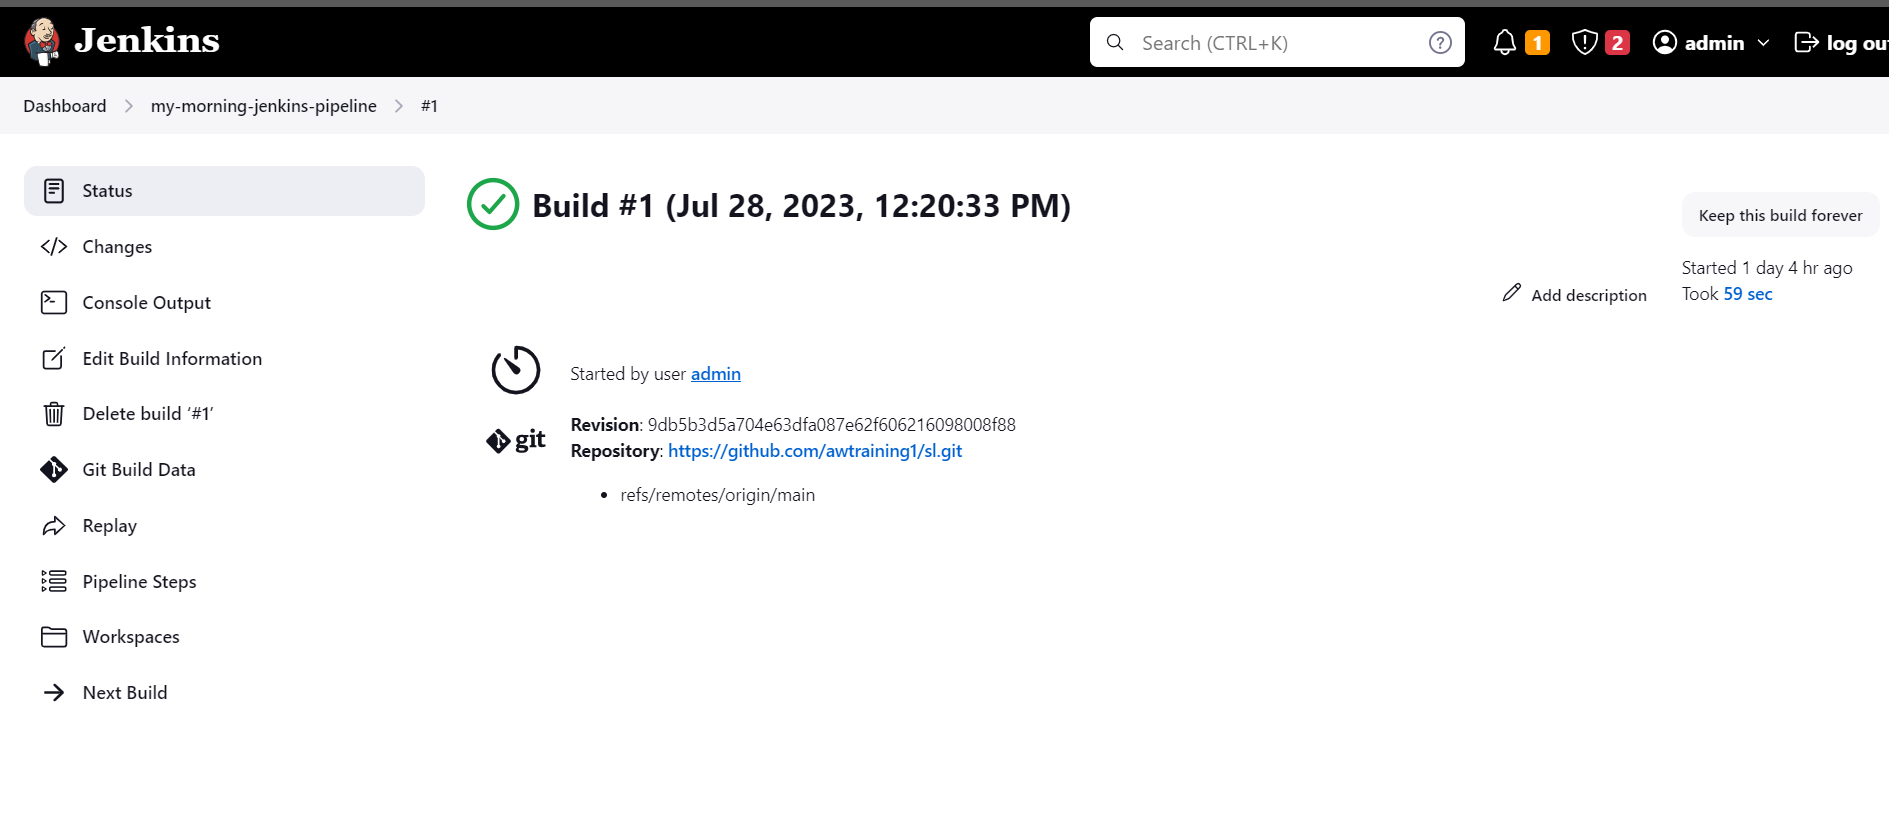 Jenkins
Search (CTRL+K)
1
2
admin
log ou
Dashboard
my-morning-jenkins-pipeline
#1
Status
Changes
Console Output
Edit Build Information
Delete build ‘#1’
Git Build Data
Replay
Pipeline Steps
Workspaces
Next Build
Build #1 (Jul 28, 2023, 12:20:33 PM)
Keep this build forever
Started 1 day 4 hr ago
Took 59 sec
Add description
Started by user admin
git
Revision: 9db5b3d5a704e63dfa087e62f606216098008f88
Repository: https://github.com/awtraining1/sl.git
• refs/remotes/origin/main